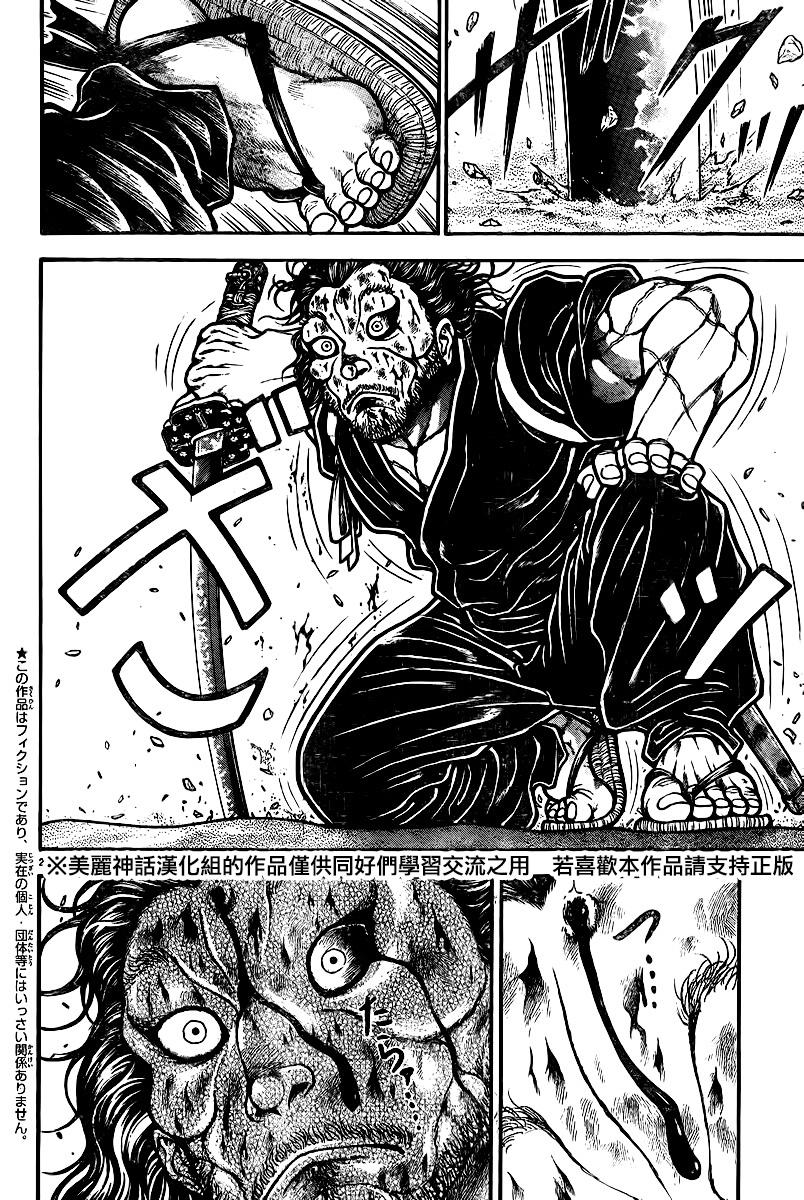 ザッ
2
※美麗神話漢化組的作品僅供同好們學習交流之用　若喜歡本作品請支持正版
たらァ…
…
★この作品はフィクションであり、実在の個人・団体等にはいっさい関係ありません。